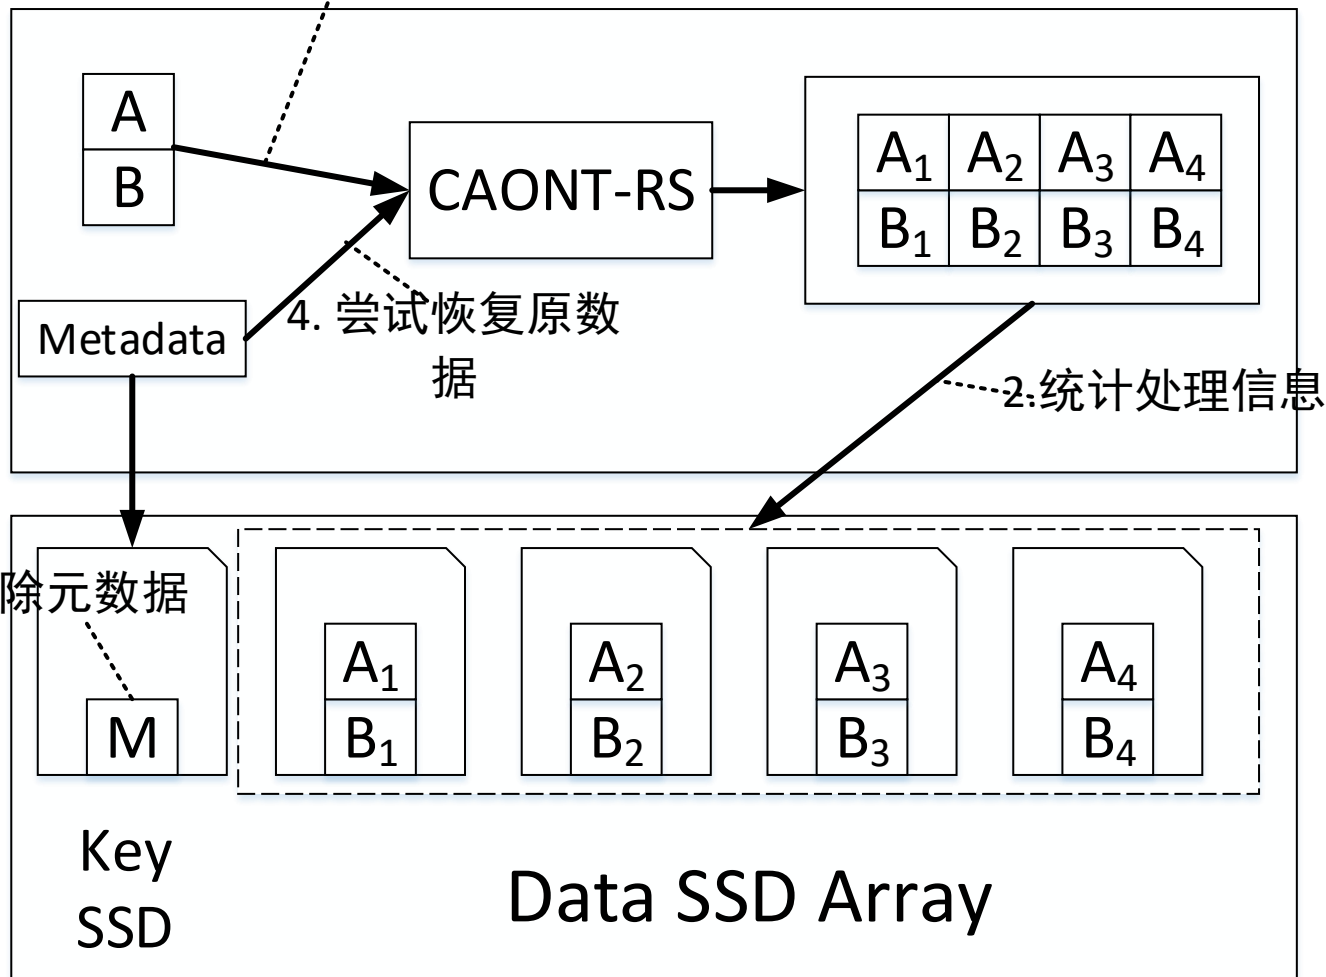 A
B
CAONT-RS
A1 A2 A3 A4
B1 B2 B3 B4
Metadata
4. 尝试恢复原数
据
2.统计处理信息
除元数据
M
A1
B1
A2
B2
A3
B3
A4
B4
Key
SSD
Data SSD Array